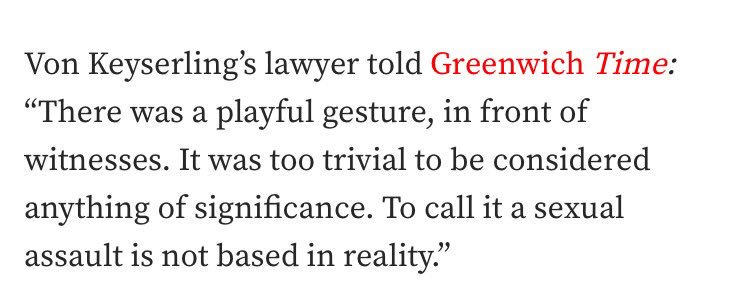 Von Keyserling’s lawyer told Greenwich Time:
“There was a playful gesture, in front of
witnesses. It was too trivial to be considered
anything of significance. To call it a sexual
assault is not based in reality.”